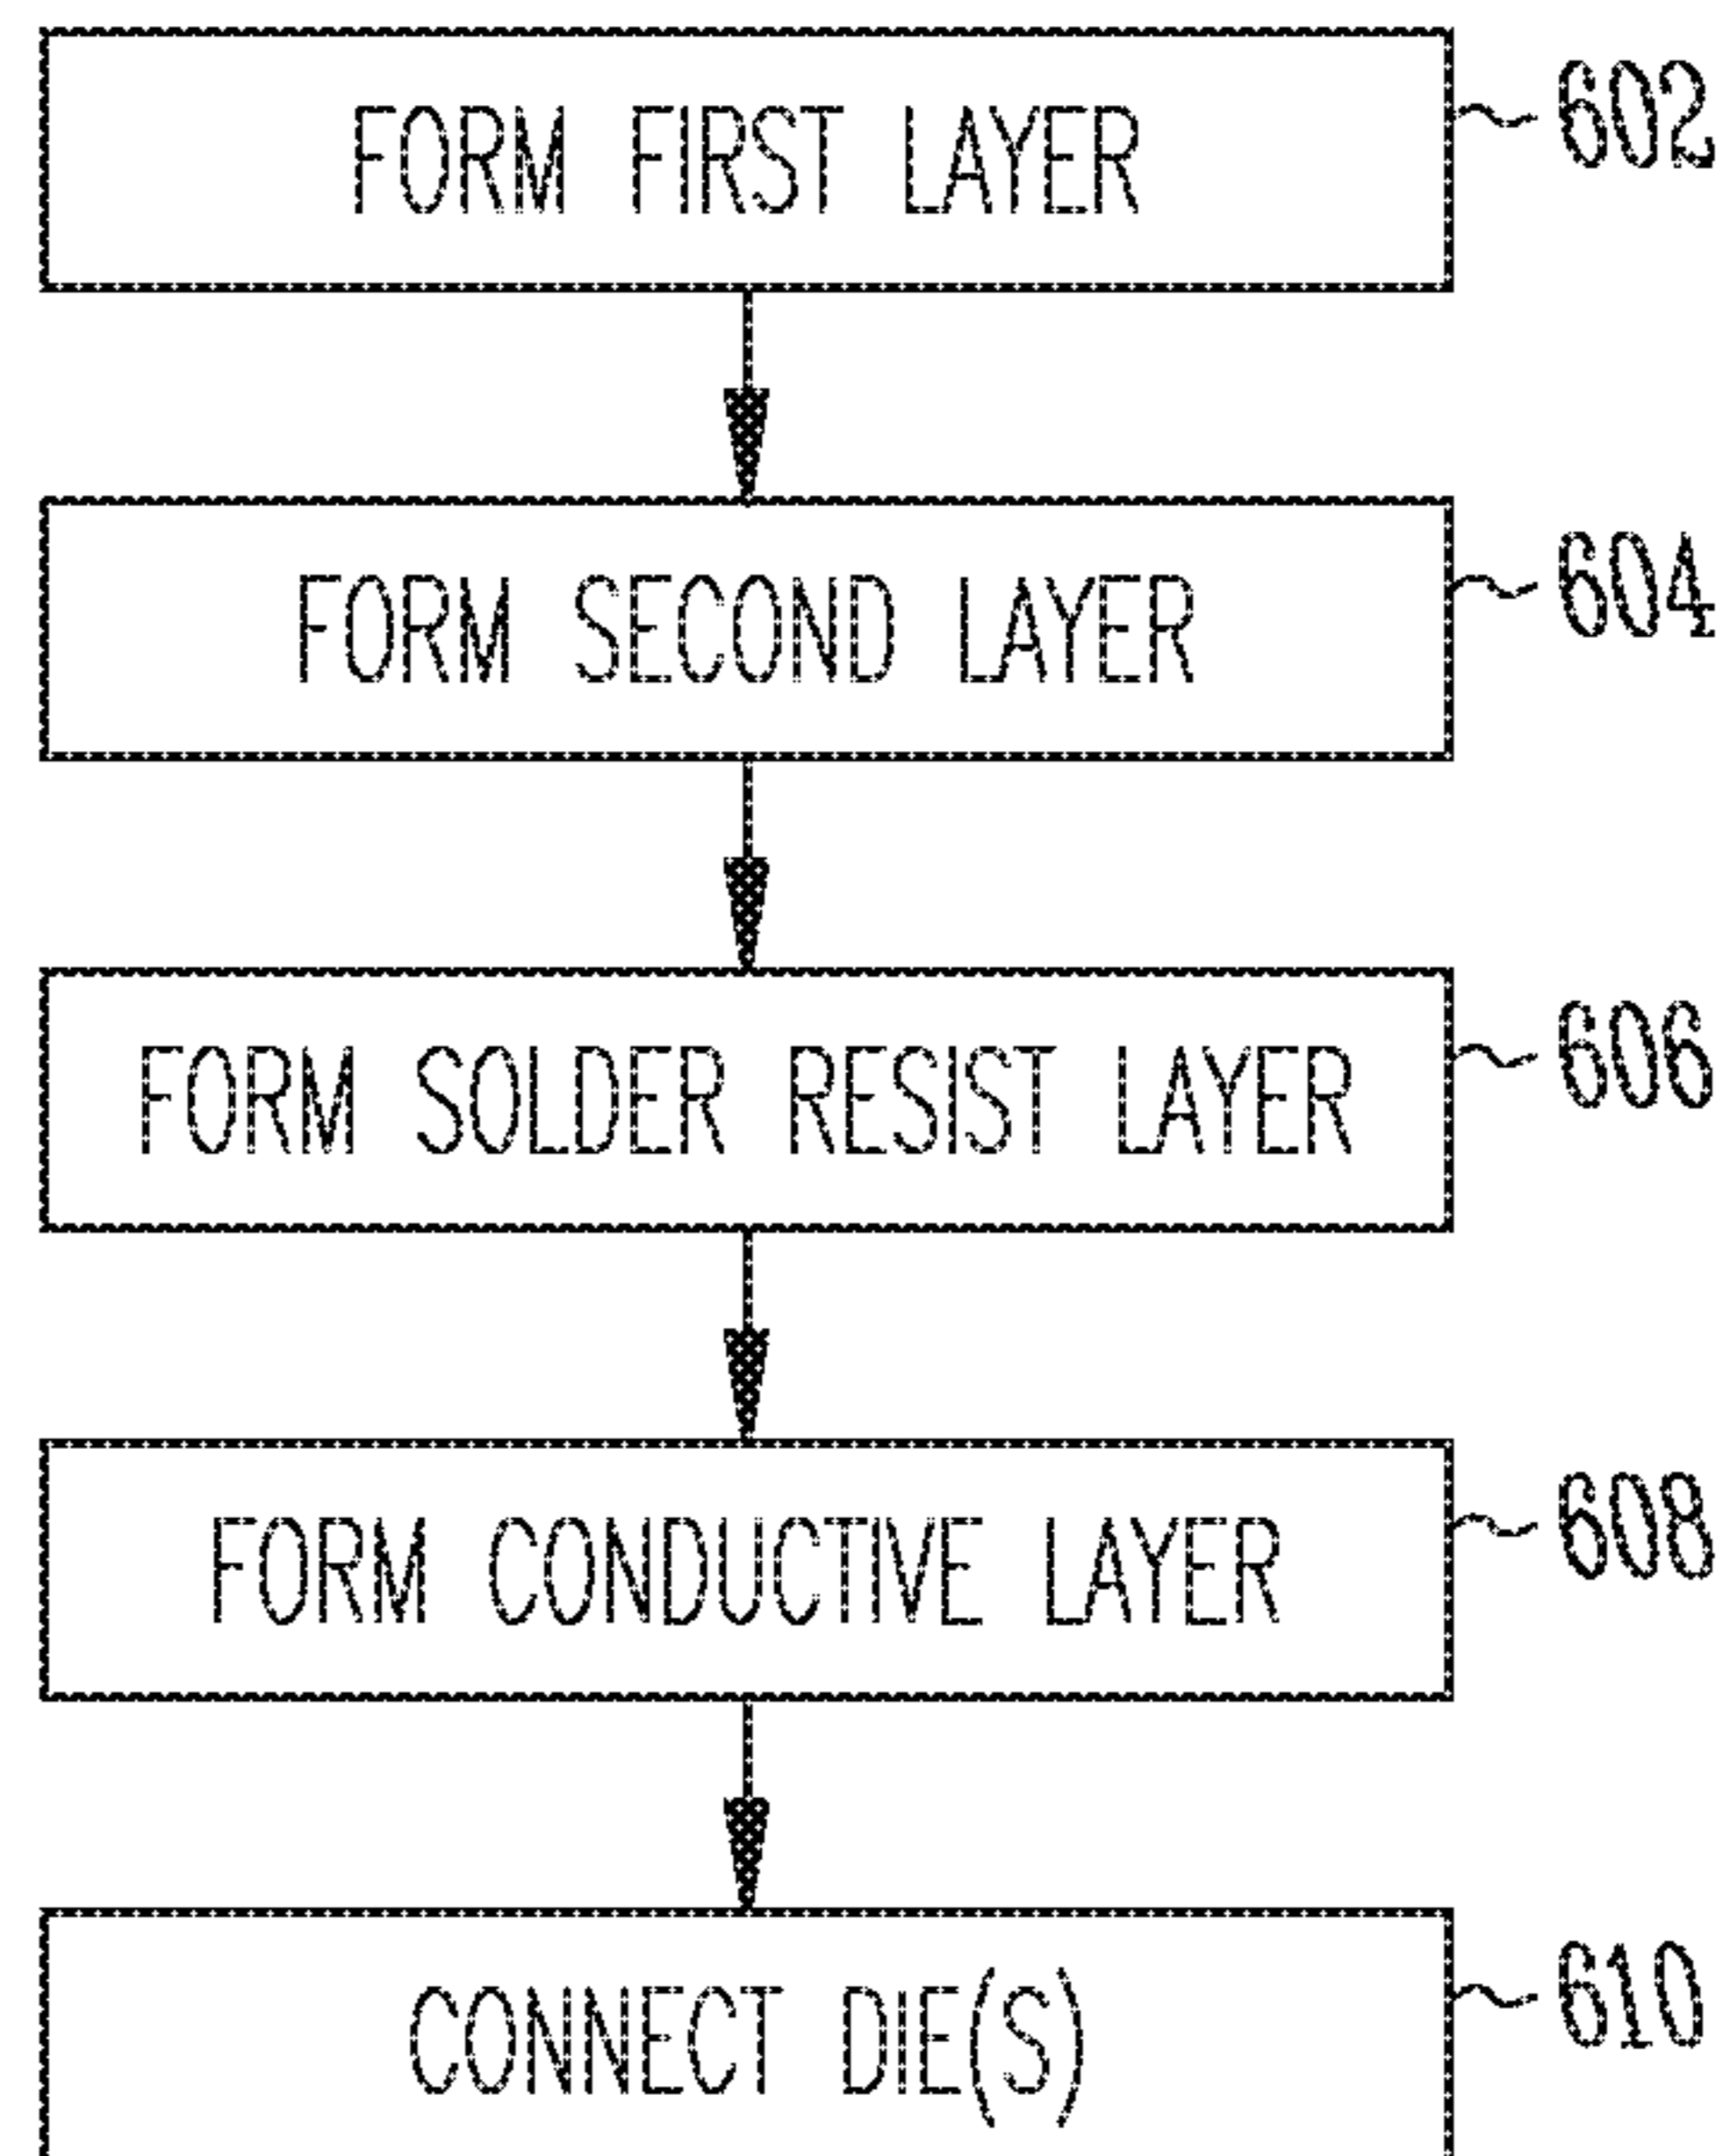 FORM FIRST LAYER
602
FORM SECOND LAYER
604
FORM SOLDER RESIST LAYER
606
FORM CONDUCTIVE LAYER
608
CONNECT DIE(S)
610